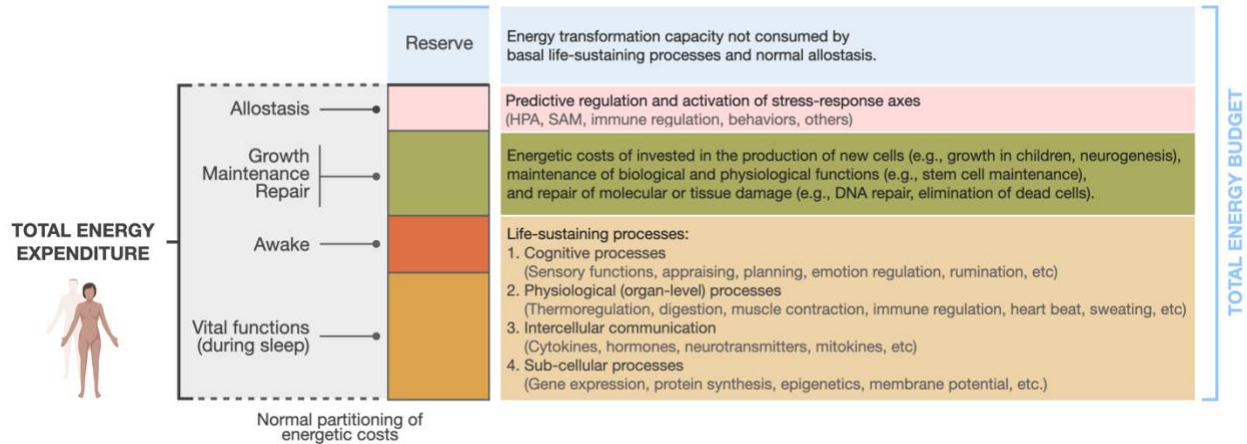 Reserve
Energy transformation capacity not consumed by
basal life-sustaining processes and normal allostasis.
Allostasis
Predictive regulation and activation of stress-response axes
(HPA, SAM, immune regulation, behaviors, others)
Growth
Maintenance
Repair
Energetic costs of invested in the production of new cells (e.g., growth in children, neurogenesis),
maintenance of biological and physiological functions (e.g., stem cell maintenance),
and repair of molecular or tissue damage (e.g., DNA repair, elimination of dead cells).
TOTAL ENERGY
EXPENDITURE
Awake
Vital functions
(during sleep)
Life-sustaining processes:
1. Cognitive processes
(Sensory functions, appraising, planning, emotion regulation, rumination, etc)
2. Physiological (organ-level) processes
(Thermoregulation, digestion, muscle contraction, immune regulation, heart beat, sweating, etc)
3. Intercellular communication
(Cytokines, hormones, neurotransmitters, mitokines, etc)
4. Sub-cellular processes
(Gene expression, protein synthesis, epigenetics, membrane potential, etc.)
Normal partitioning of
energetic costs
TOTAL ENERGY BUDGET